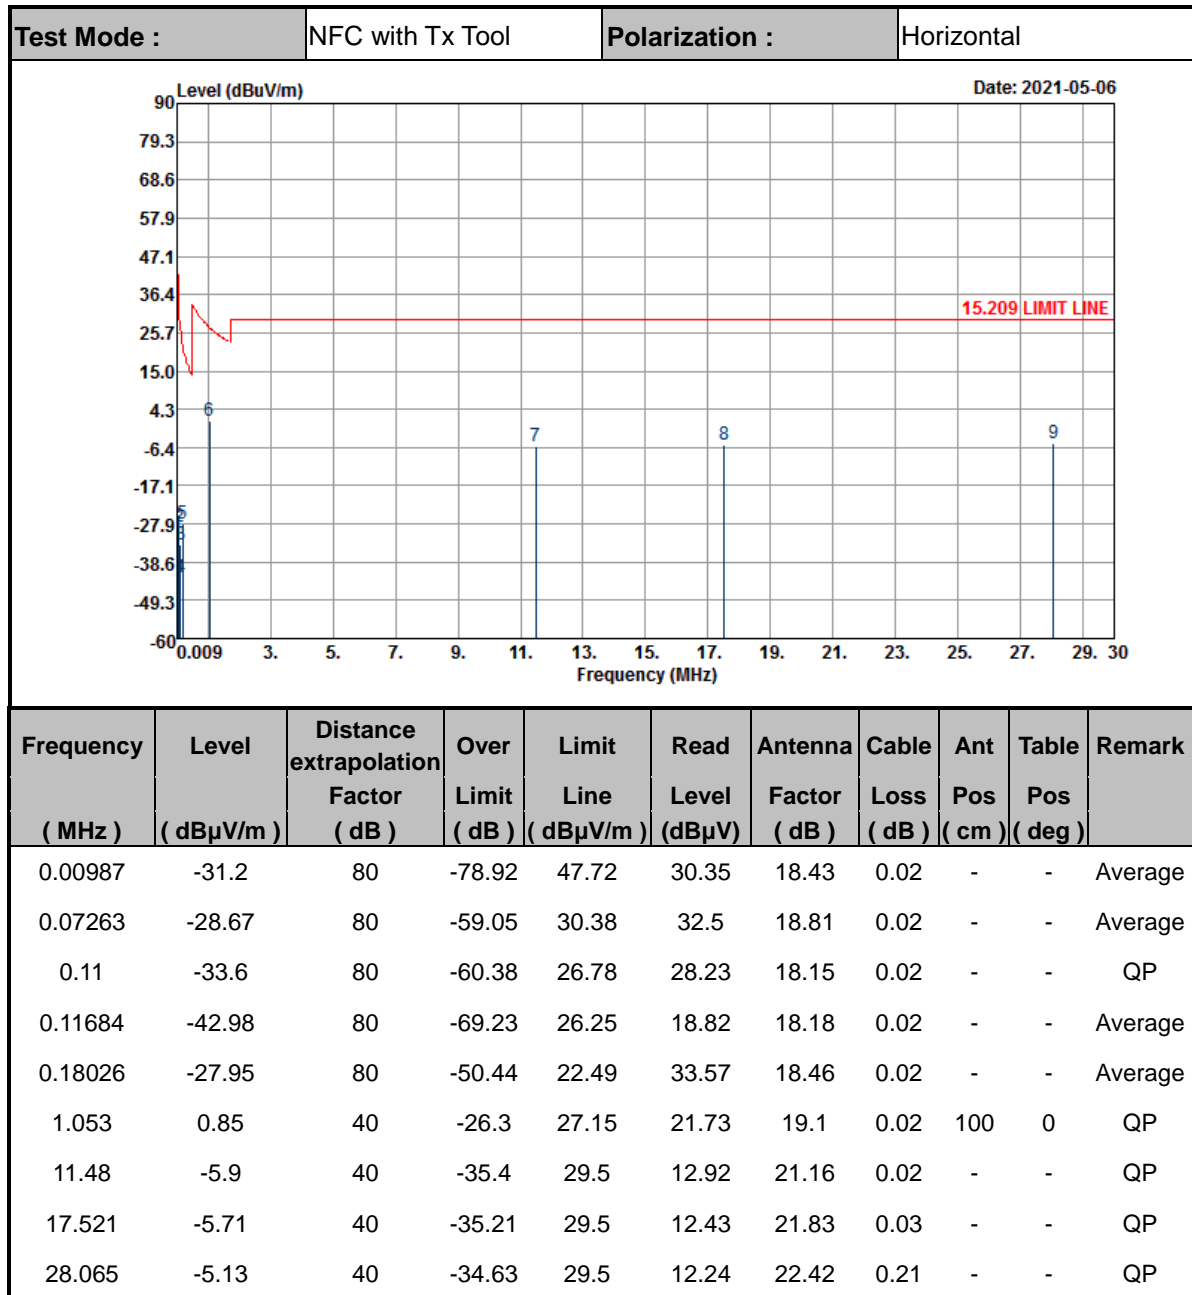 Test Mode : NFC with Tx Tool Polarization : Horizontal
Level (dBuV/m) Date: 2021-05-06
90
79.3
68.6
57.9
47.1
36.4
15.209 LIMIT LINE
25.7
15.0
4.3
6
7 8 9
-6.4
-17.1
5
-27.9
3
-38.6
-49.3
-60
0.009 3. 5. 7. 9. 11. 13. 15. 17. 19. 21. 23. 25. 27. 29. 30
Frequency (MHz)
Frequency Level Distance extrapolation Over Limit Read Antenna Cable Ant Table Remark
Factor Limit Line Level Factor Loss Pos Pos
( MHz ) ( dBμV/m ) ( dB ) ( dB ) ( dBμV/m ) (dBμV) ( dB ) ( dB ) ( cm ) ( deg )
0.00987 -31.2 80 -78.92 47.72 30.35 18.43 0.02 - - Average
0.07263 -28.67 80 -59.05 30.38 32.5 18.81 0.02 - - Average
0.11 -33.6 80 -60.38 26.78 28.23 18.15 0.02 - - QP
0.11684 -42.98 80 -69.23 26.25 18.82 18.18 0.02 - - Average
0.18026 -27.95 80 -50.44 22.49 33.57 18.46 0.02 - - Average
1.053 0.85 40 -26.3 27.15 21.73 19.1 0.02 100 0 QP
11.48 -5.9 40 -35.4 29.5 12.92 21.16 0.02 - - QP
17.521 -5.71 40 -35.21 29.5 12.43 21.83 0.03 - - QP
28.065 -5.13 40 -34.63 29.5 12.24 22.42 0.21 - - QP